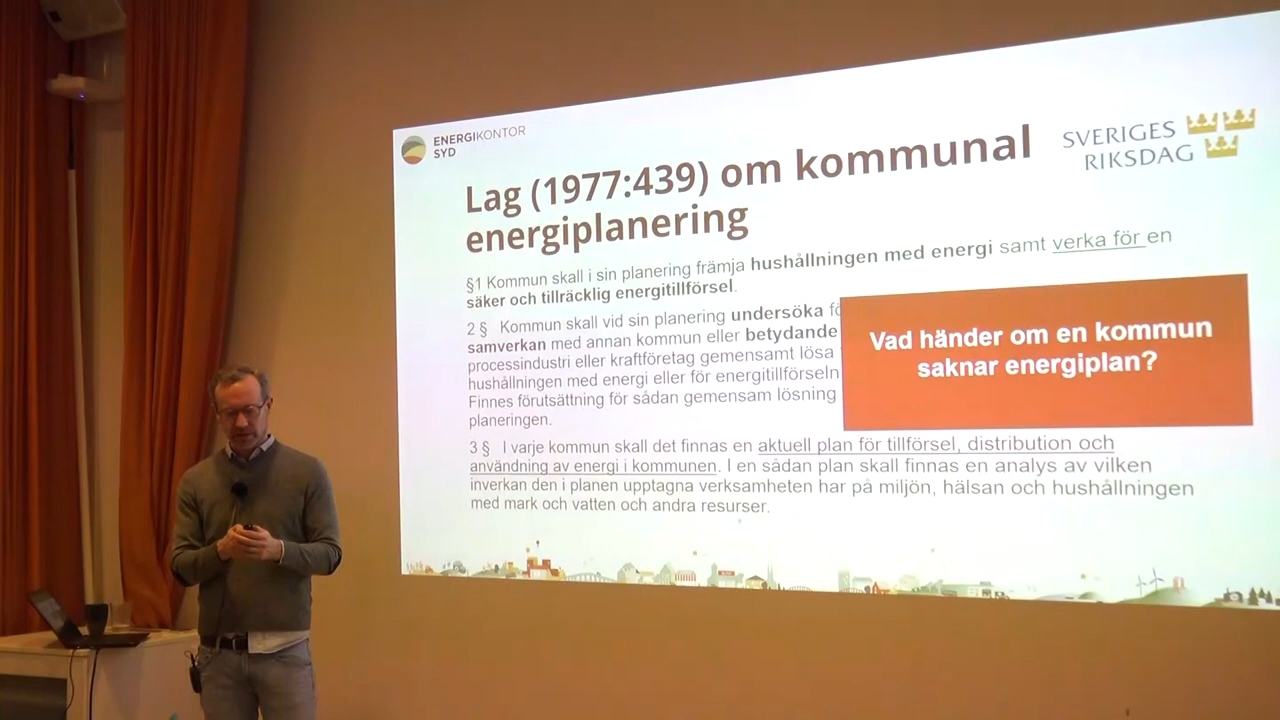 ENERGIKONTOR
SYD
SVERIGES
RIKSDAG
Lag (1977:439) om kommunal
energiplanering
§1 Kommun skall i sin planering främja hushållningen med energi samt verka för en
säker och tillräcklig energitillförsel.
2 § Kommun skall vid sin planering undersöka
samverkan med annan kommun eller betydande
processindustri eller kraftföretag gemensamt lösa
hushållningen med energi eller för energitillförseln
Finnes förutsättning för sådan gemensam lösning
planeringen.
Vad händer om en kommun
saknar energiplan?
3 § I varje kommun skall det finnas en aktuell plan för tillförsel, distribution och
användning av energi i kommunen. I en sådan plan skall finnas en analys av vilken
inverkan den i planen upptagna verksamheten har på miljön, hälsan och hushållningen
med mark och vatten och andra resurser.